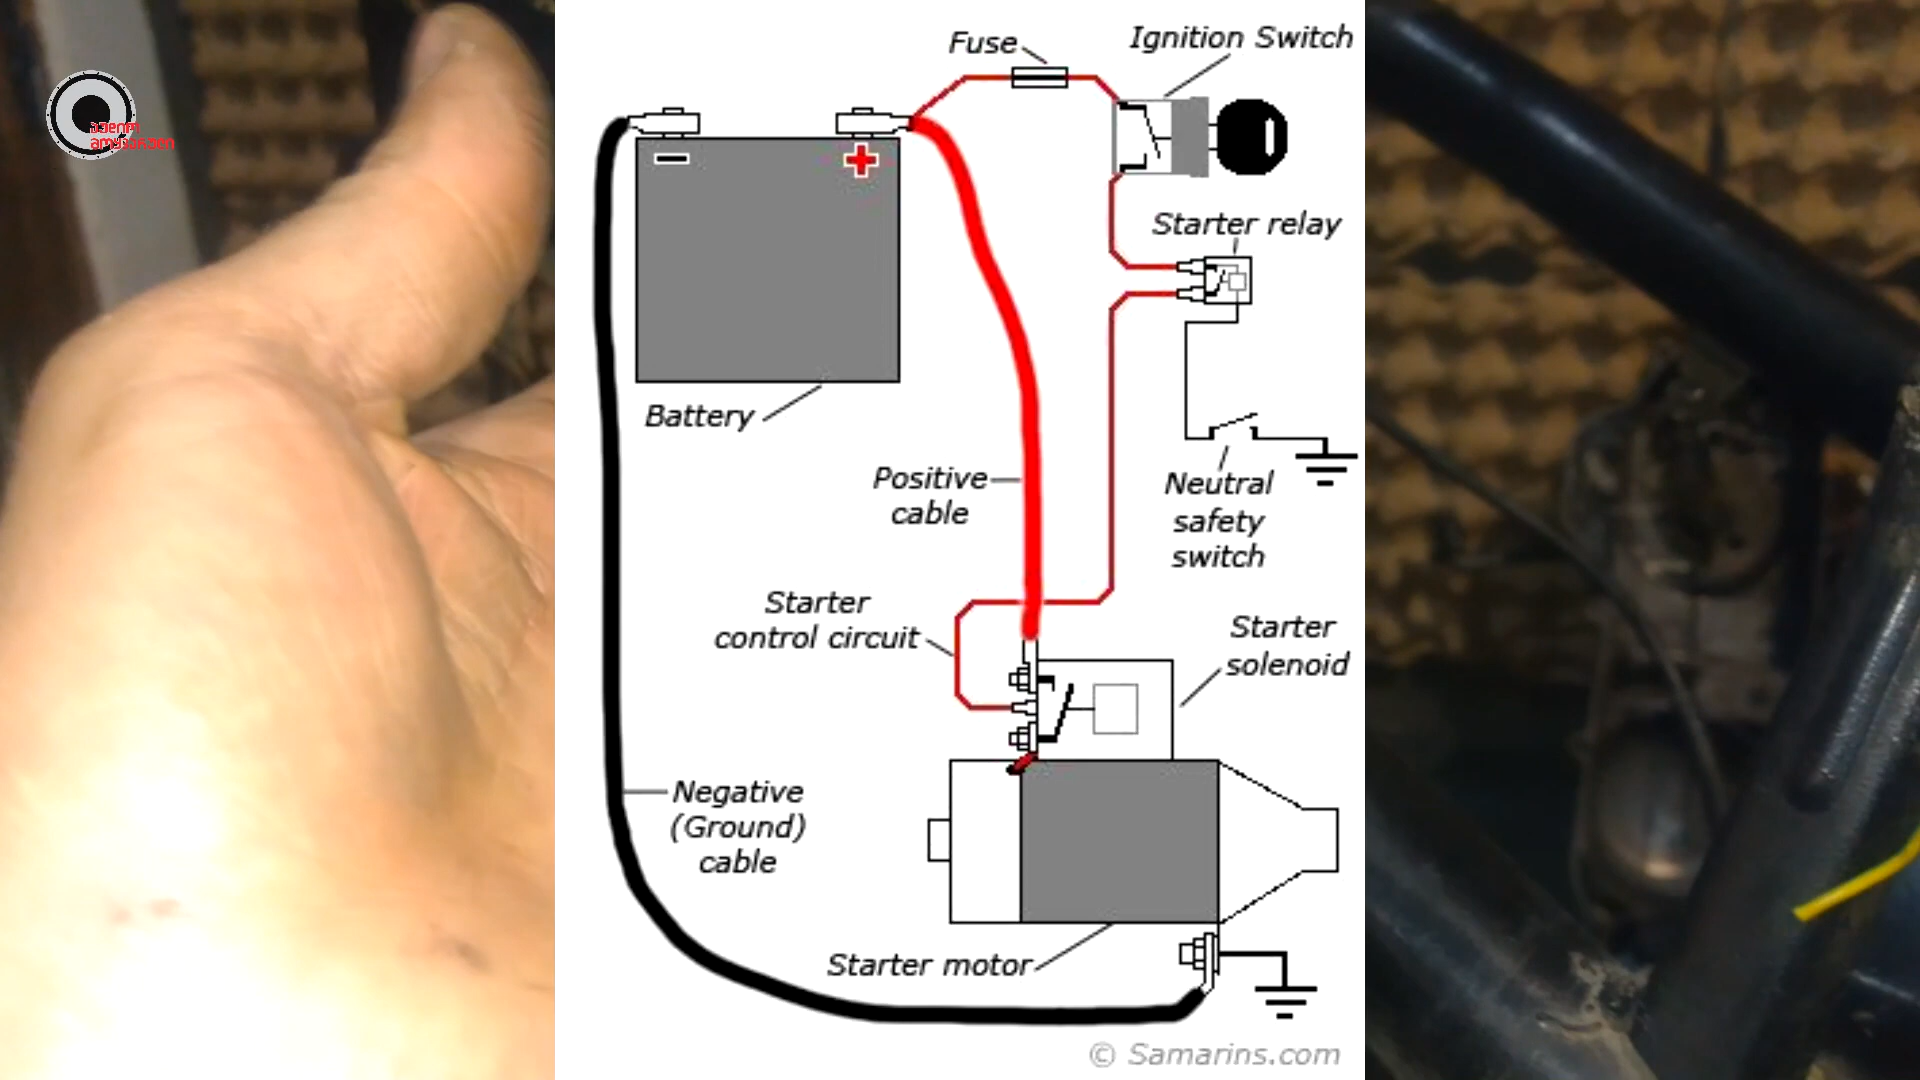 Fuse
Ignition Switch
Starter relay
Battery
Positive
cable
Neutral
safety
switch
Starter
control circuit
Starter
solenoid
Negative
(Ground)
cable
Starter motor
© Samarins.com